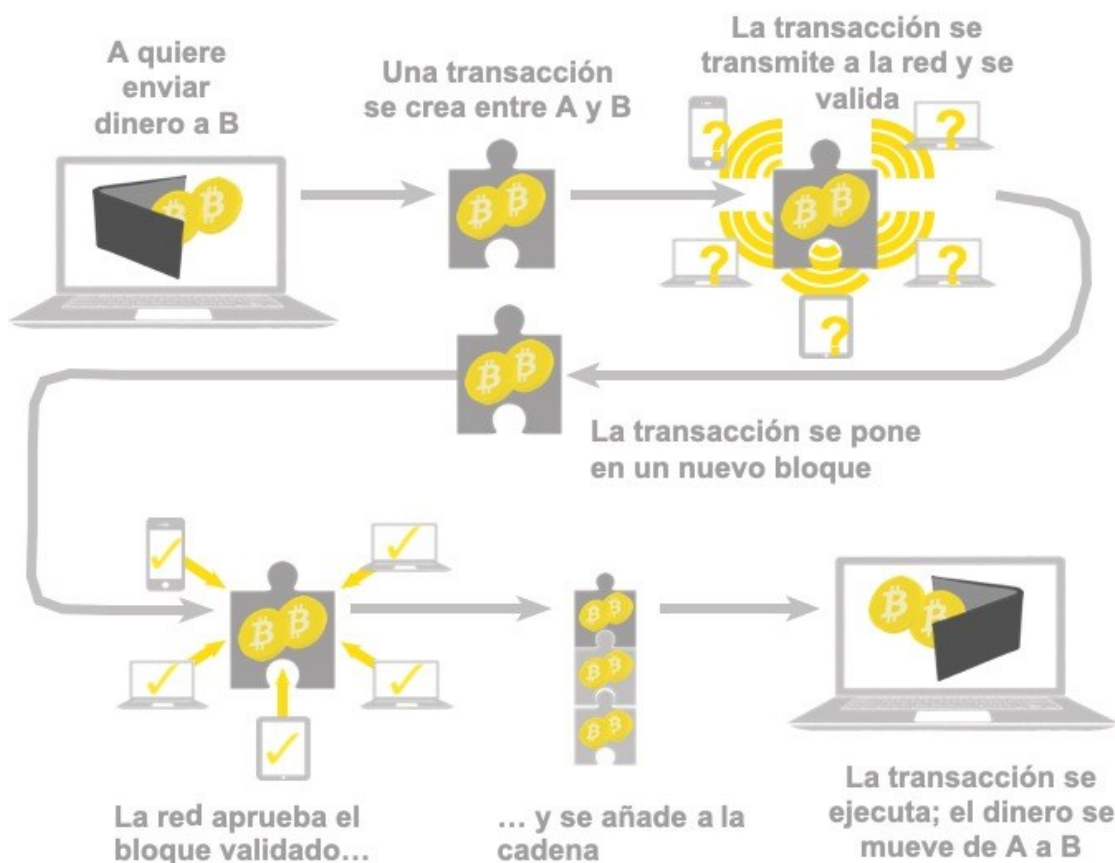 A quiere
enviar
dinero a B
Una transacción
se crea entre A y B
La transacción se
transmite a la red y se
valida
La transacción se pone
en un nuevo bloque
La red aprueba el
bloque validado...
... y se añade a la
cadena
La transacción se
ejecuta; el dinero se
mueve de A a B